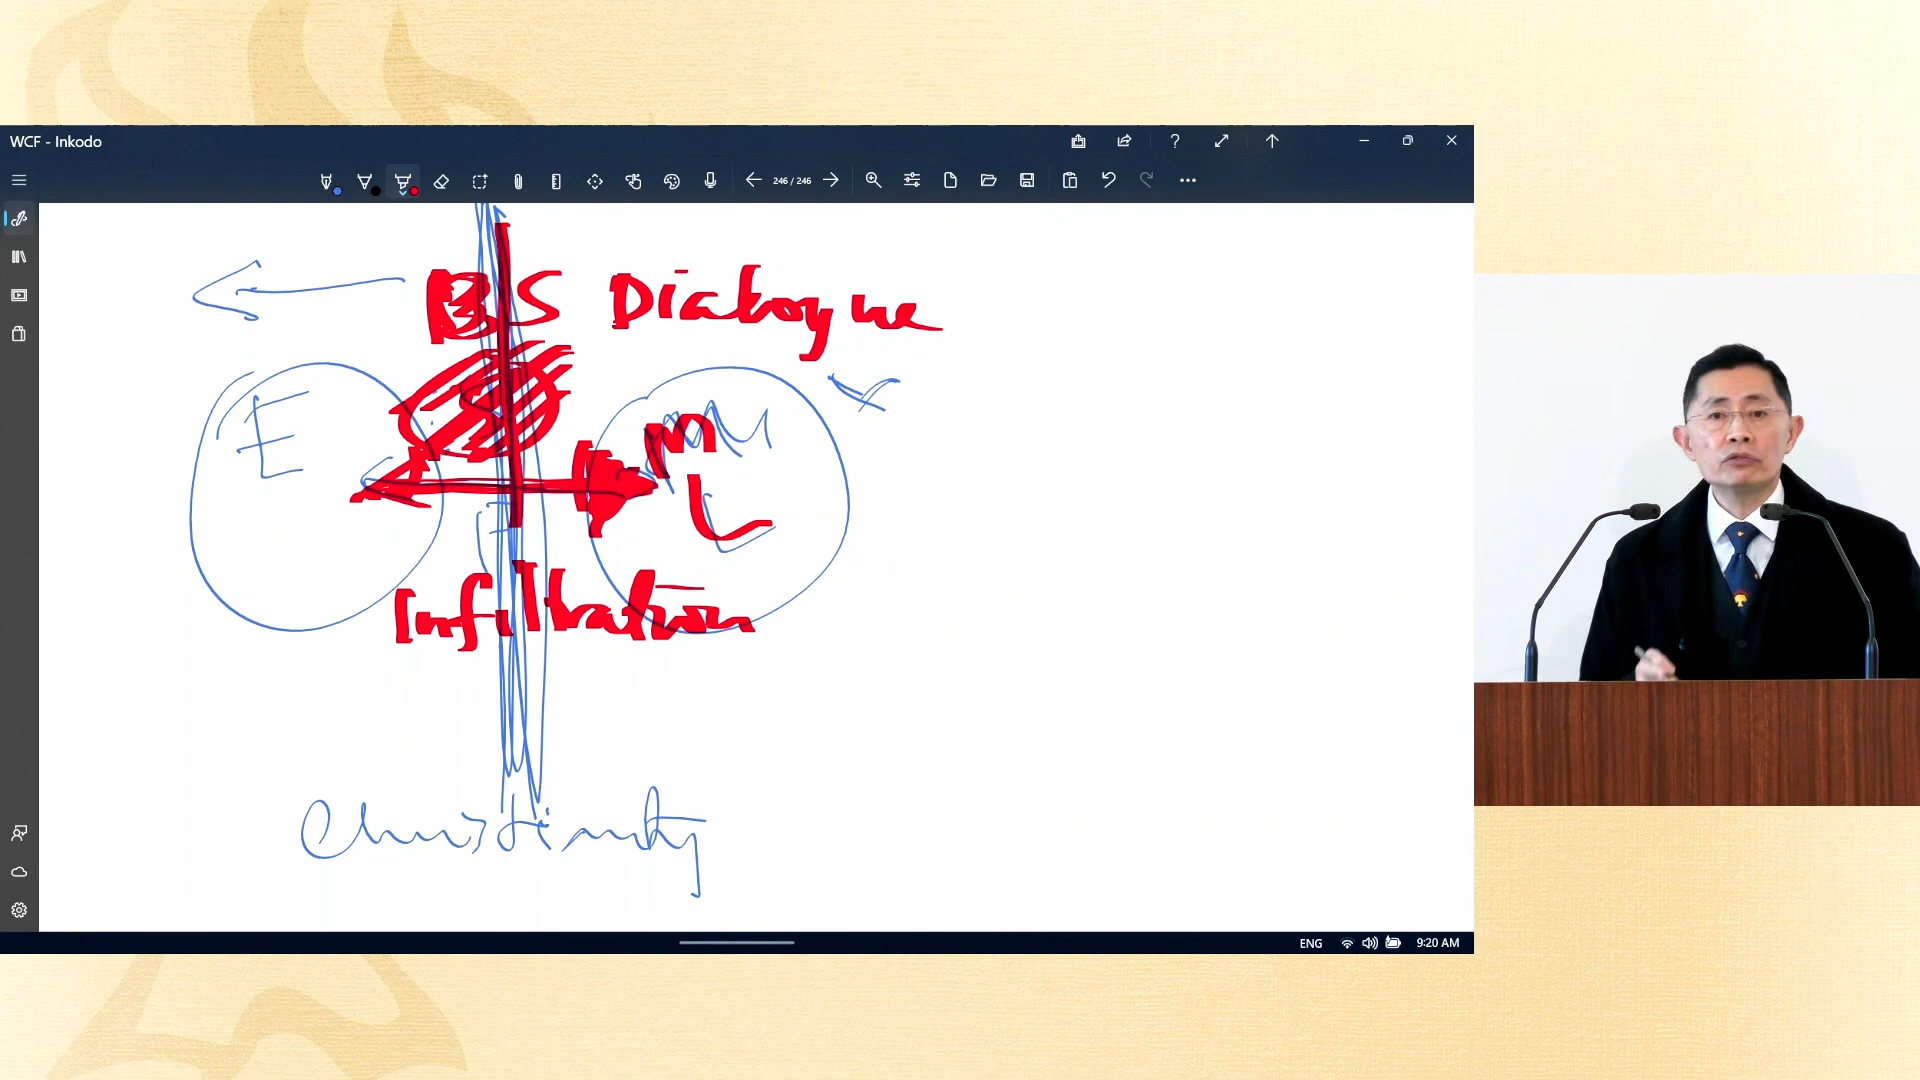 WCF - Inkodo
246 / 246
BS Dialogue
E
M
M
L
L
Infiltration
Christianity
ENG
9:20 AM